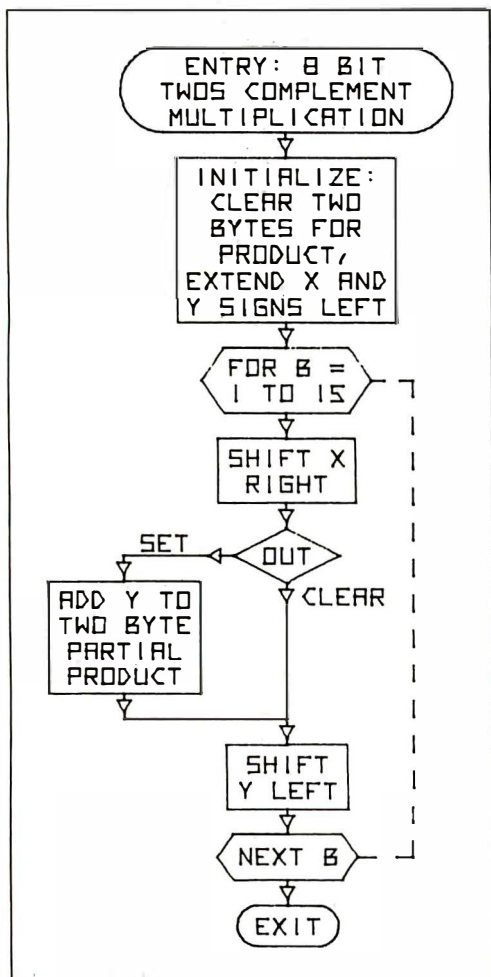 ENTRY: 8 BIT
TWOS COMPLEMENT
MULTIPLICATION
INITIALIZE:
CLEAR TWO
BYTES FOR
PRODUCT,
EXTEND X AND
Y SIGNS LEFT
FOR B =
1 TO 15
SHIFT X
RIGHT
OUT
SET
CLEAR
ADD Y TO
TWO BYTE
PARTIAL
PRODUCT
SHIFT
Y LEFT
NEXT B
EXIT